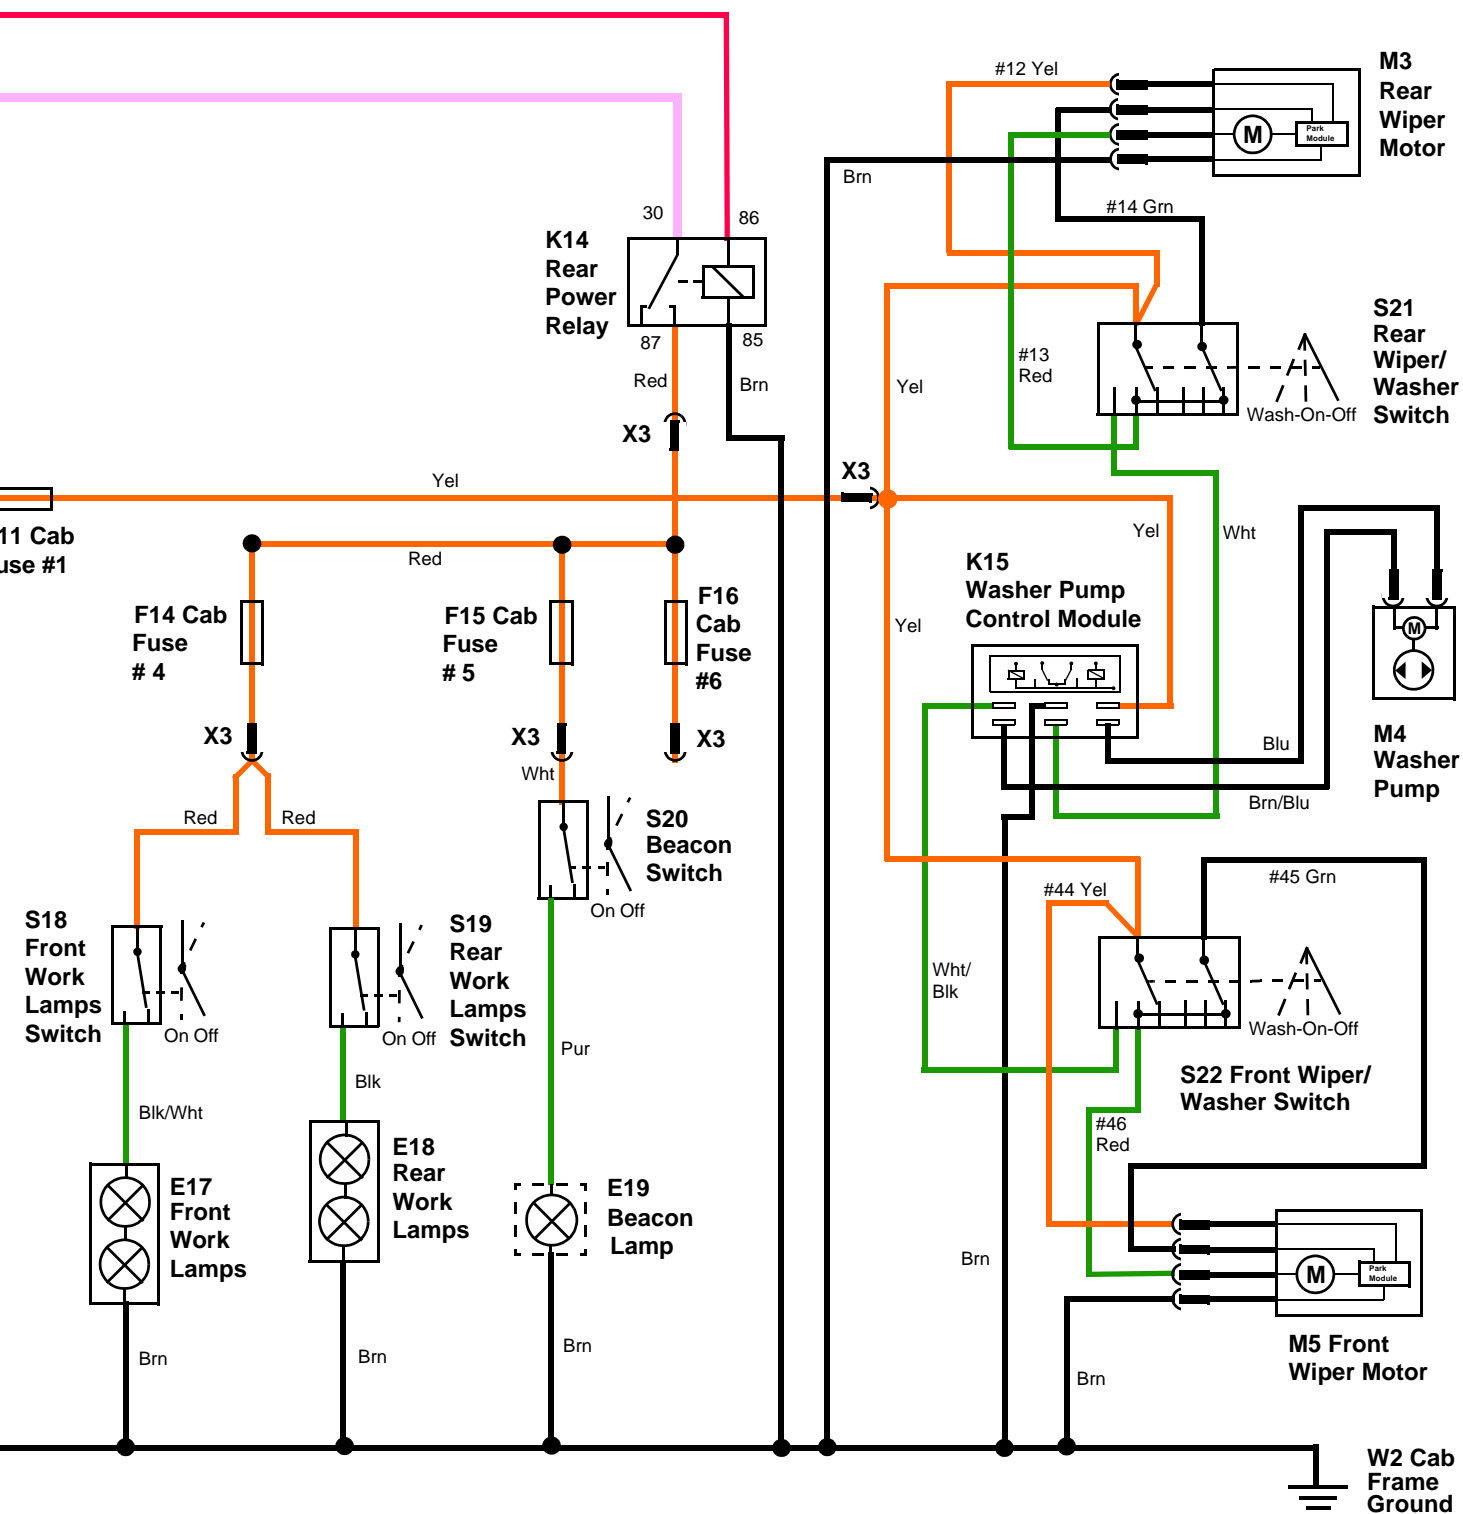 #12 Yel
M3
Rear
Wiper
Motor
M
Park
Module
Brn
#14 Grn
30
86
K14
Rear
Power
Relay
87
85
Red
Brn
X3
#13
Red
Yel
S21
Rear
Wiper/
Washer
Switch
Wash-On-Off
Yel
X3
11 Cab
use #1
Red
Yel
Wht
K15
Washer Pump
Control Module
F14 Cab
Fuse
# 4
F15 Cab
Fuse
# 5
F16
Cab
Fuse
#6
Yel
M
M4
Washer
Pump
X3
X3
X3
Blu
Brn/Blu
Wht
Red
Red
S20
Beacon
Switch
On Off
#44 Yel
#45 Grn
S18
Front
Work
Lamps
Switch
On Off
S19
Rear
Work
Lamps
Switch
On Off
Wht/
Blk
Wash-On-Off
Pur
Blk
Blk/Wht
S22 Front Wiper/
Washer Switch
#46
Red
E17
Front
Work
Lamps
E18
Rear
Work
Lamps
E19
Beacon
Lamp
Brn
M
Park
Module
M5 Front
Wiper Motor
Brn
Brn
Brn
Brn
W2 Cab
Frame
Ground